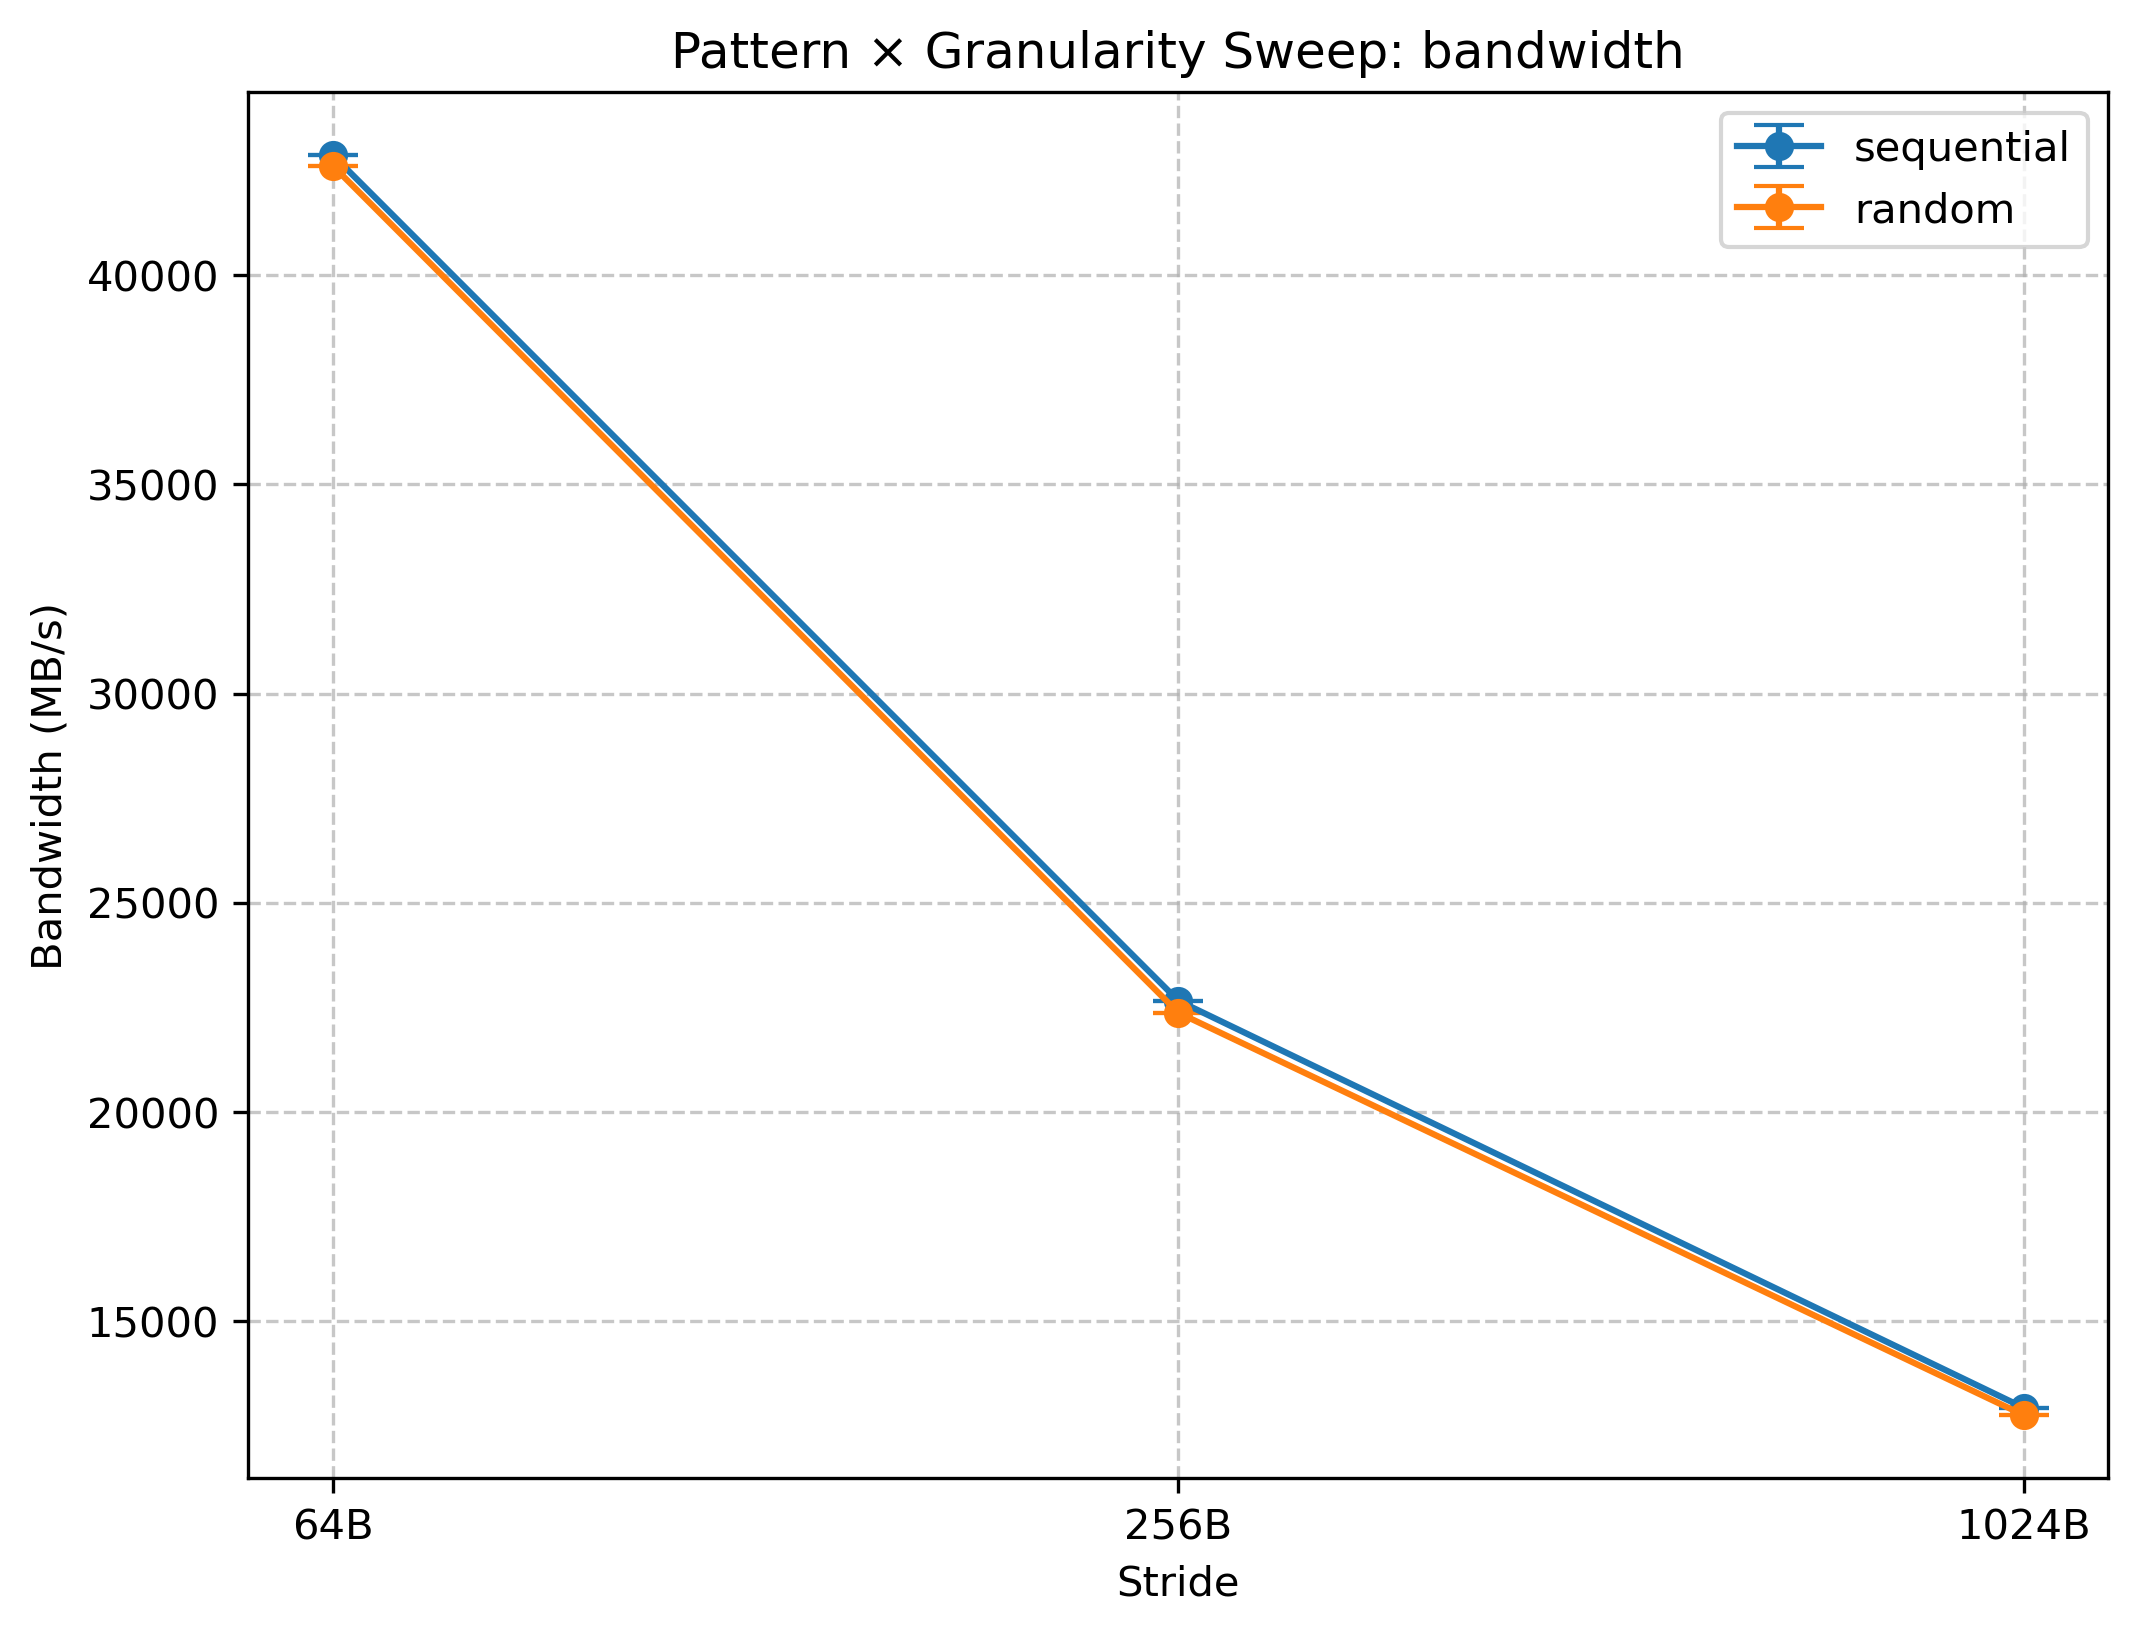 Pattern × Granularity Sweep: bandwidth
sequential
random
40000
35000
30000
25000
20000
15000
Bandwidth (MB/s)
64B
256B
1024B
Stride